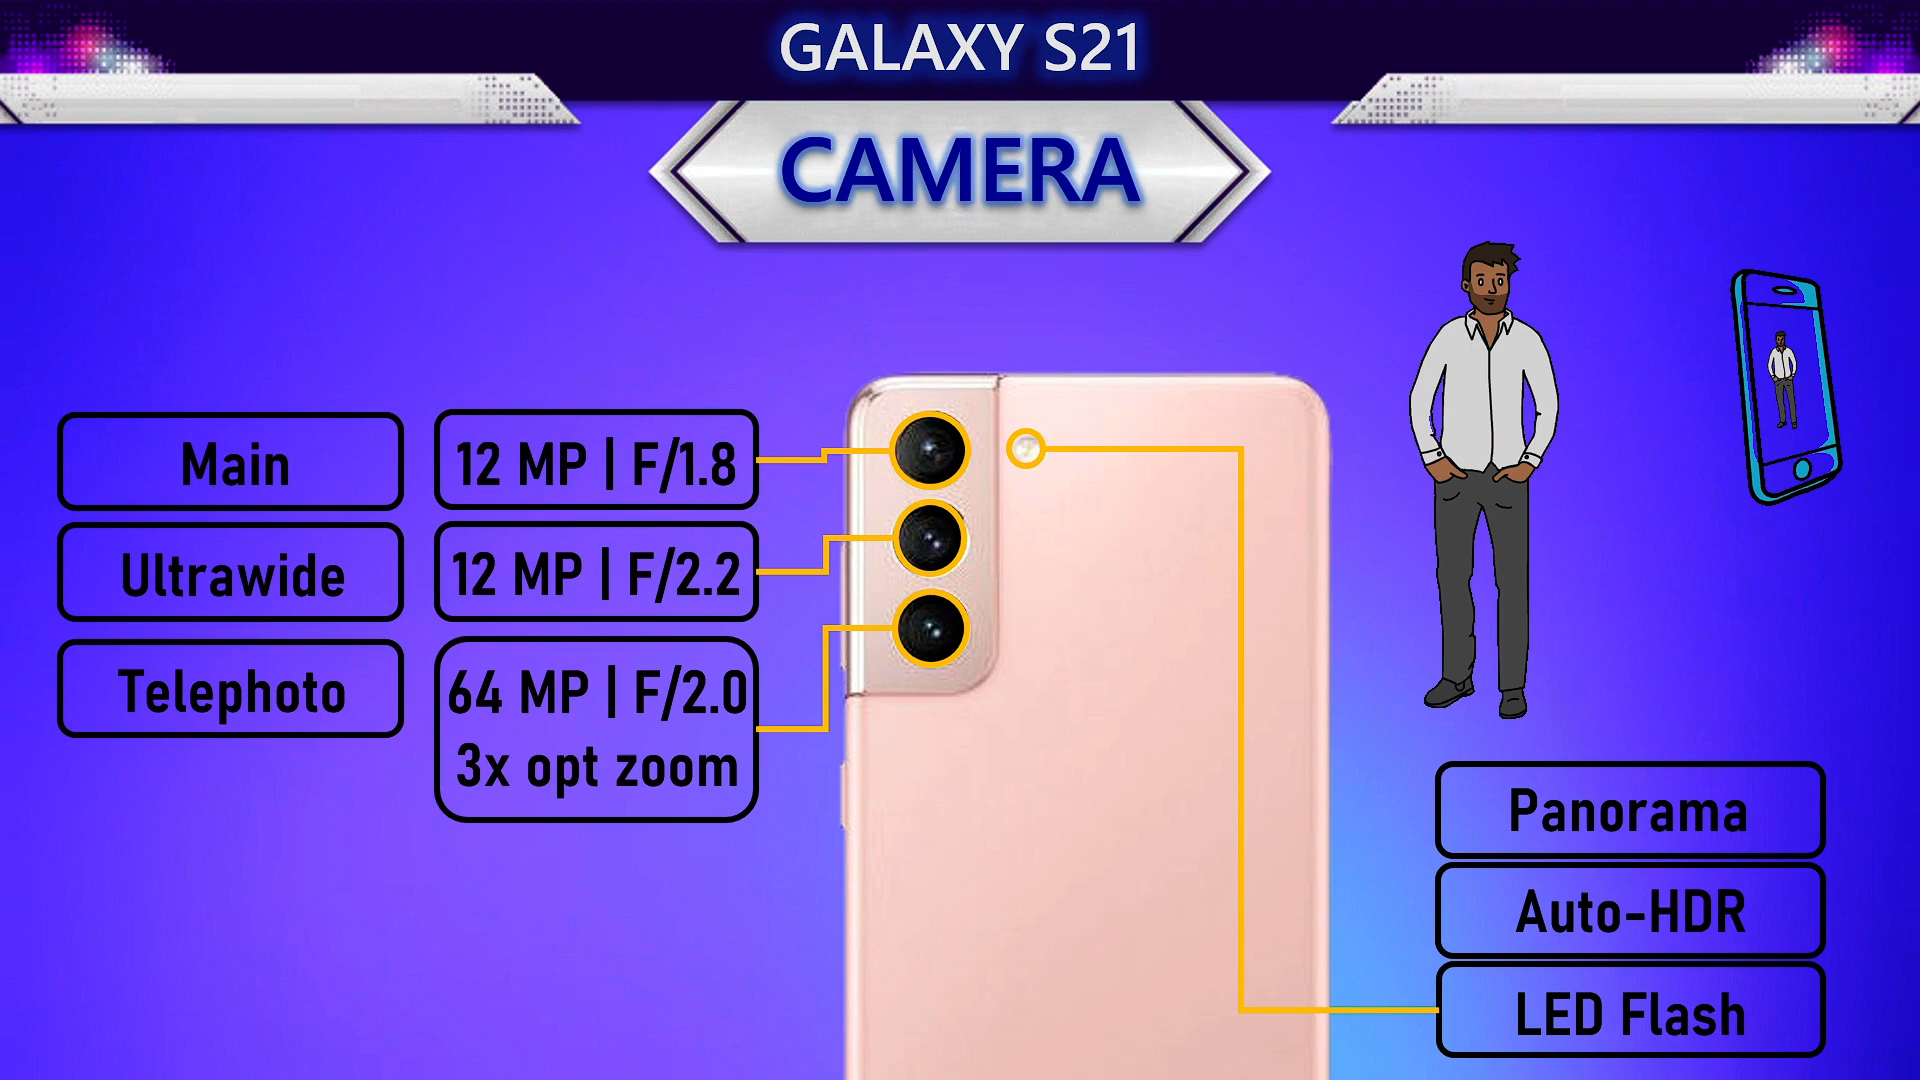 GALAXY S21
CAMERA
Main
12 MP | F/1.8
Ultrawide
12 MP | F/2.2
Telephoto
64 MP | F/2.0
3x opt zoom
Panorama
Auto-HDR
LED Flash